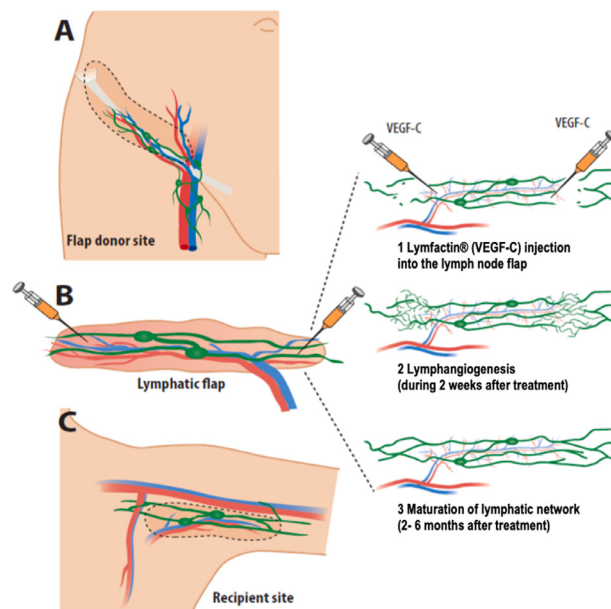 A
Flap donor site
B
Lymphatic flap
C
Recipient site
VEGF-C
VEGF-C
1 Lymfactin® (VEGF-C) injection
into the lymph node flap
2 Lymphangiogenesis
(during 2 weeks after treatment)
3 Maturation of lymphatic network
(2- 6 months after treatment)